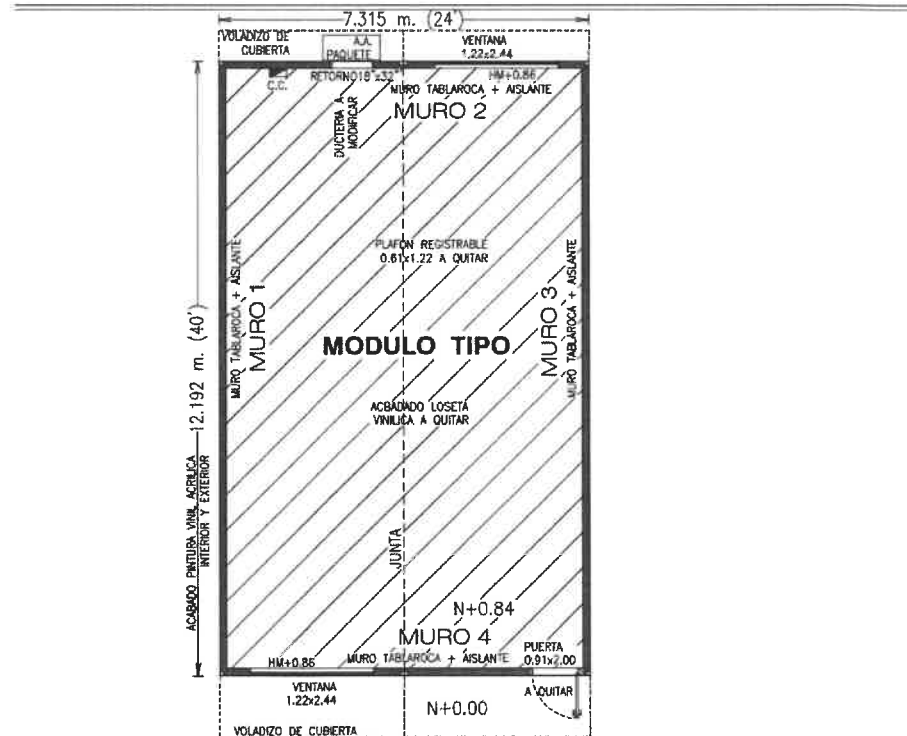 7.315 m. (24')
VOLADIZO DE
CUBIERTA
A.A.
PAQUETE
VENTANA
1.22x2.44
C.C.
RETORNO18"x32"
HM+0.86
MURO TABLAROCA + AISLANTE
MURO 2
DUCTERIA A
MODIFICAR
PLAFON REGISTRABLE
0.61x1.22 A QUITAR
MURO TABLAROCA + AISLANTE
MURO 1
MURO 3
MURO TABLAROCA + AISLANTE
MODULO TIPO
12.192 m. (40')
ACBADADO LOSETA
VINILICA A QUITAR
ACABADO PINTURA VINIL ACRILICA
INTERIOR Y EXTERIOR
JUNTA
N+0.84
MURO 4
PUERTA
0.91x2.00
HM+0.86
MURO TABLAROCA + AISLANTE
VENTANA
1.22x2.44
A QUITAR
N+0.00
VOLADIZO DE CUBIERTA